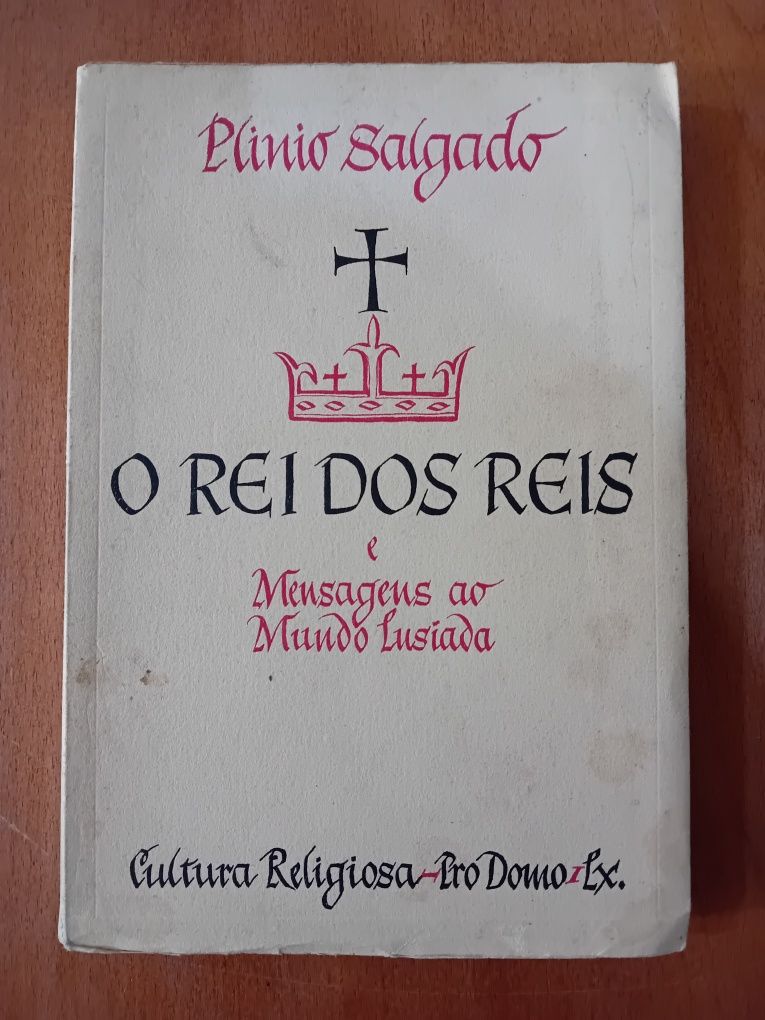 Plinio Salgado
O REI DOS REIS
e
Mensagens ao
Mundo Lusiada
Cultura Religiosa-Pro Domo-Lx.